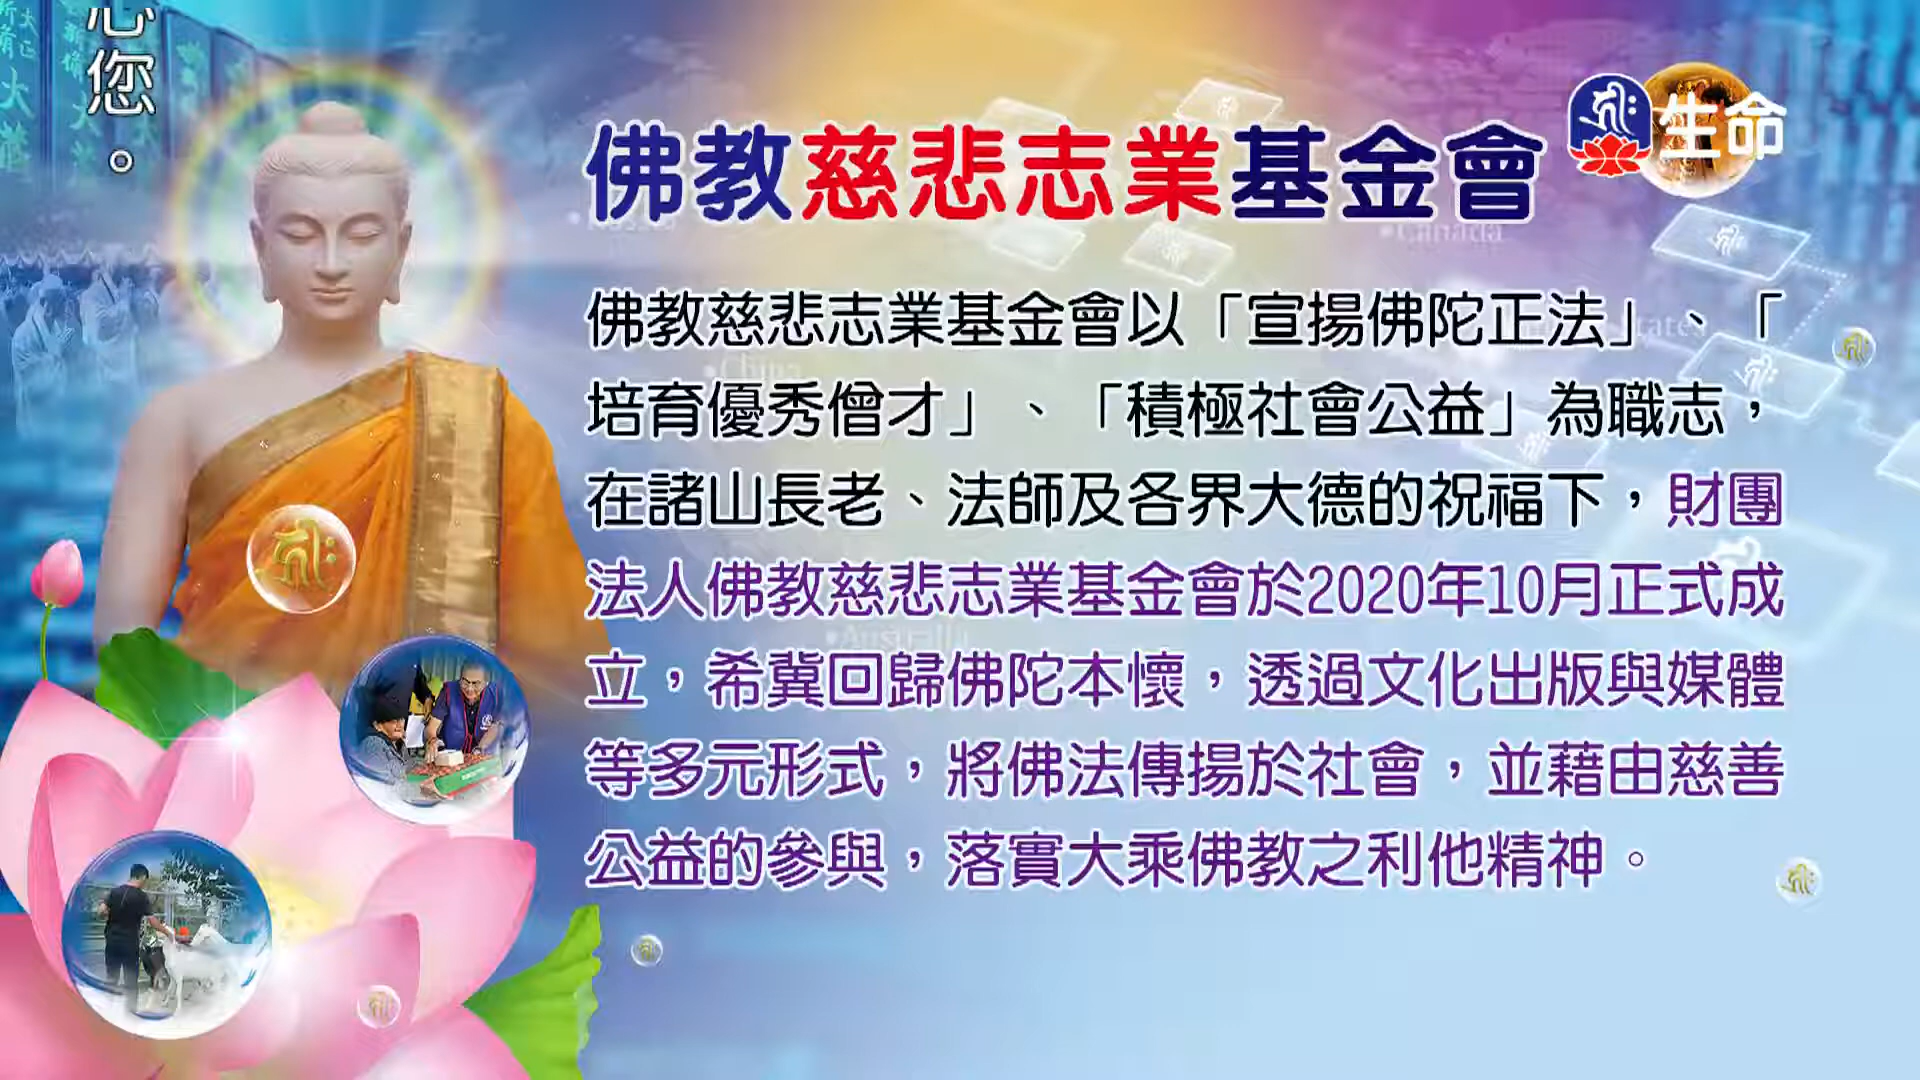 心您。
佛教慈悲志業基金會
生命
佛教慈悲志業基金會以「宣揚佛陀正法」、「
培育優秀僧才」、「積極社會公益」為職志，
在諸山長老、法師及各界大德的祝福下，財團
法人佛教慈悲志業基金會於2020年10月正式成
立，希冀回歸佛陀本懷，透過文化出版與媒體
等多元形式，將佛法傳揚於社會，並藉由慈善
公益的參與，落實大乘佛教之利他精神。
Canada
China
Australia